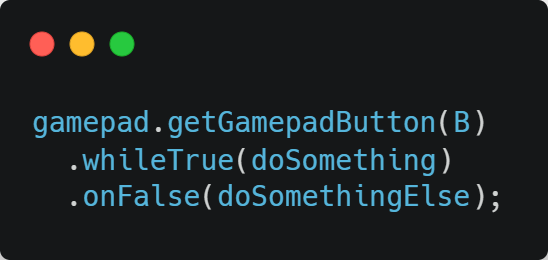 gamepad.getGamepadButton(B)
  .whileTrue(doSomething)
  .onFalse(doSomethingElse);